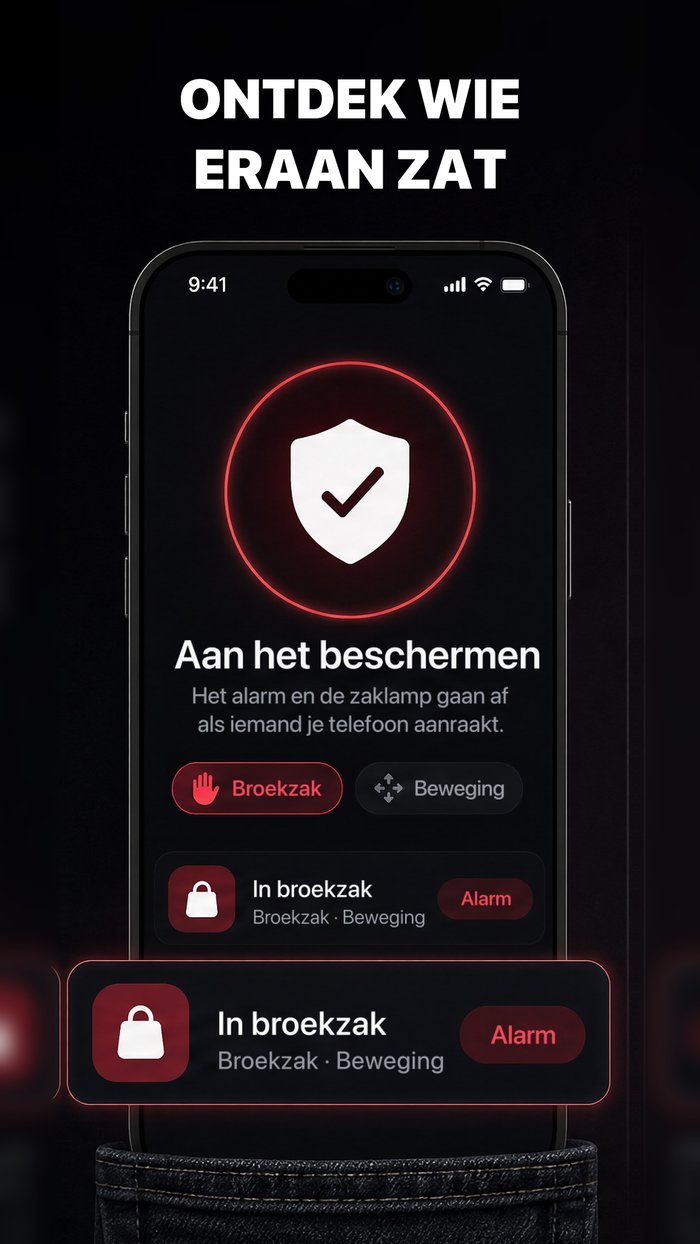 ONTDEK WIE
ERAAN ZAT
9:41
Aan het beschermen
Het alarm en de zaklamp gaan af
als iemand je telefoon aanraakt.
Broekzak
Beweging
In broekzak
Broekzak · Beweging
Alarm
In broekzak
Broekzak · Beweging
Alarm